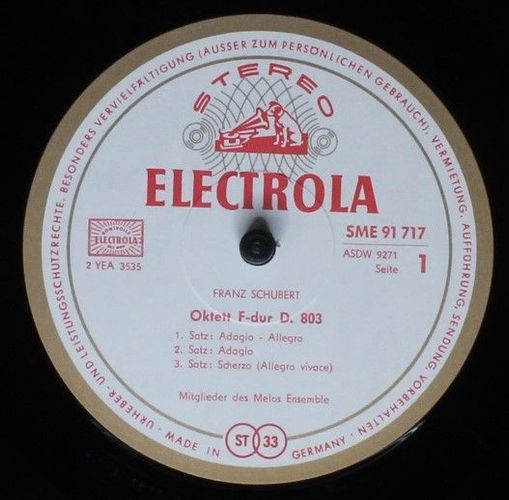 URHEBER- UND LEISTUNGSSCHUTZRECHTE, BESONDERS VERVIELFÄLTIGUNG (AUSSER ZUM PERSÖNLICHEN GEBRAUCH), VERMIETUNG, AUFFÜHRUNG, SENDUNG, VORBEHALTEN
STEREO
ELECTROLA
KONTROLLE
ELECTROLA
2 YEA 3535
SME 91 717
ASDW 9271
Seite 1
FRANZ SCHUBERT
Oktett F-dur D. 803
1. Satz: Adagio - Allegro
2. Satz: Adagio
3. Satz: Scherzo (Allegro vivace)
Mitglieder des Melos Ensemble
MADE IN GERMANY
ST 33